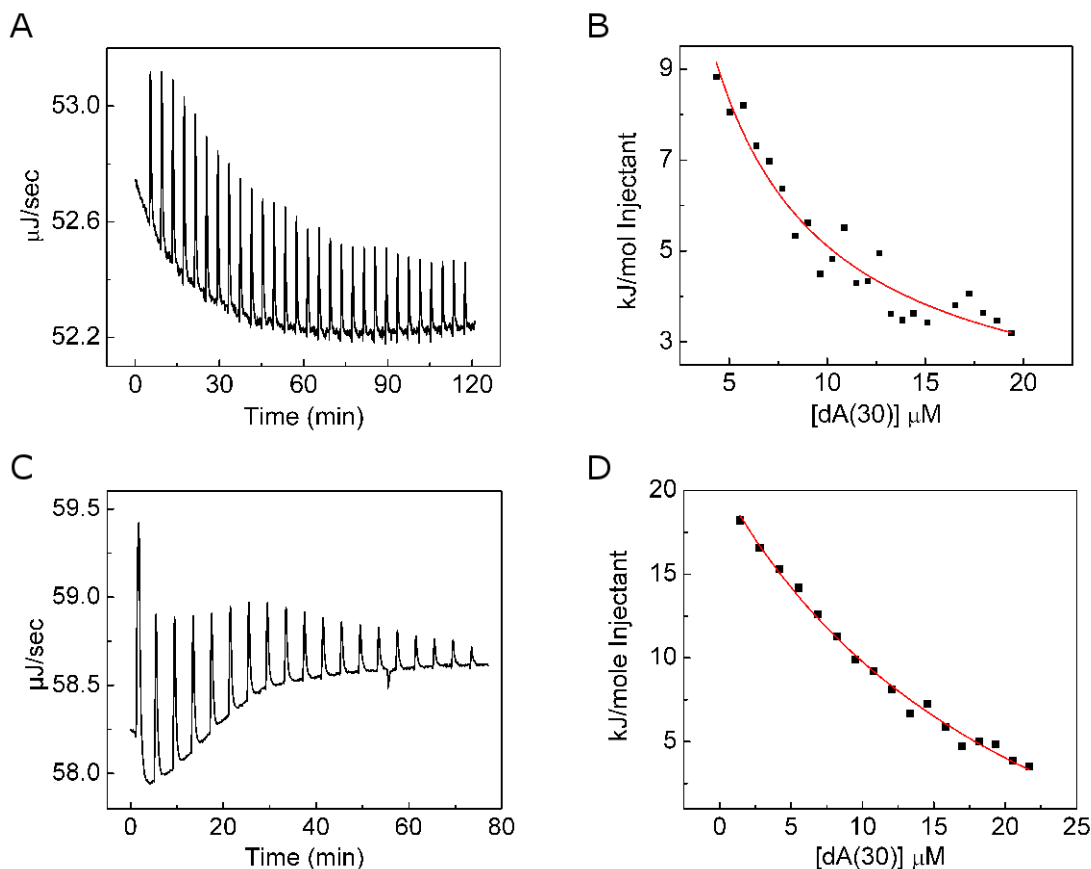 A
μJ/sec
53.0
52.6
52.2
0 30 60 90 120
Time (min)
B
kJ/mol Injectant
9
7
5
3
5 10 15 20
[dA(30)] μM
C
μJ/sec
59.5
59.0
58.5
58.0
0 20 40 60 80
Time (min)
D
kJ/mole Injectant
20
15
10
5
0 5 10 15 20 25
[dA(30)] μM